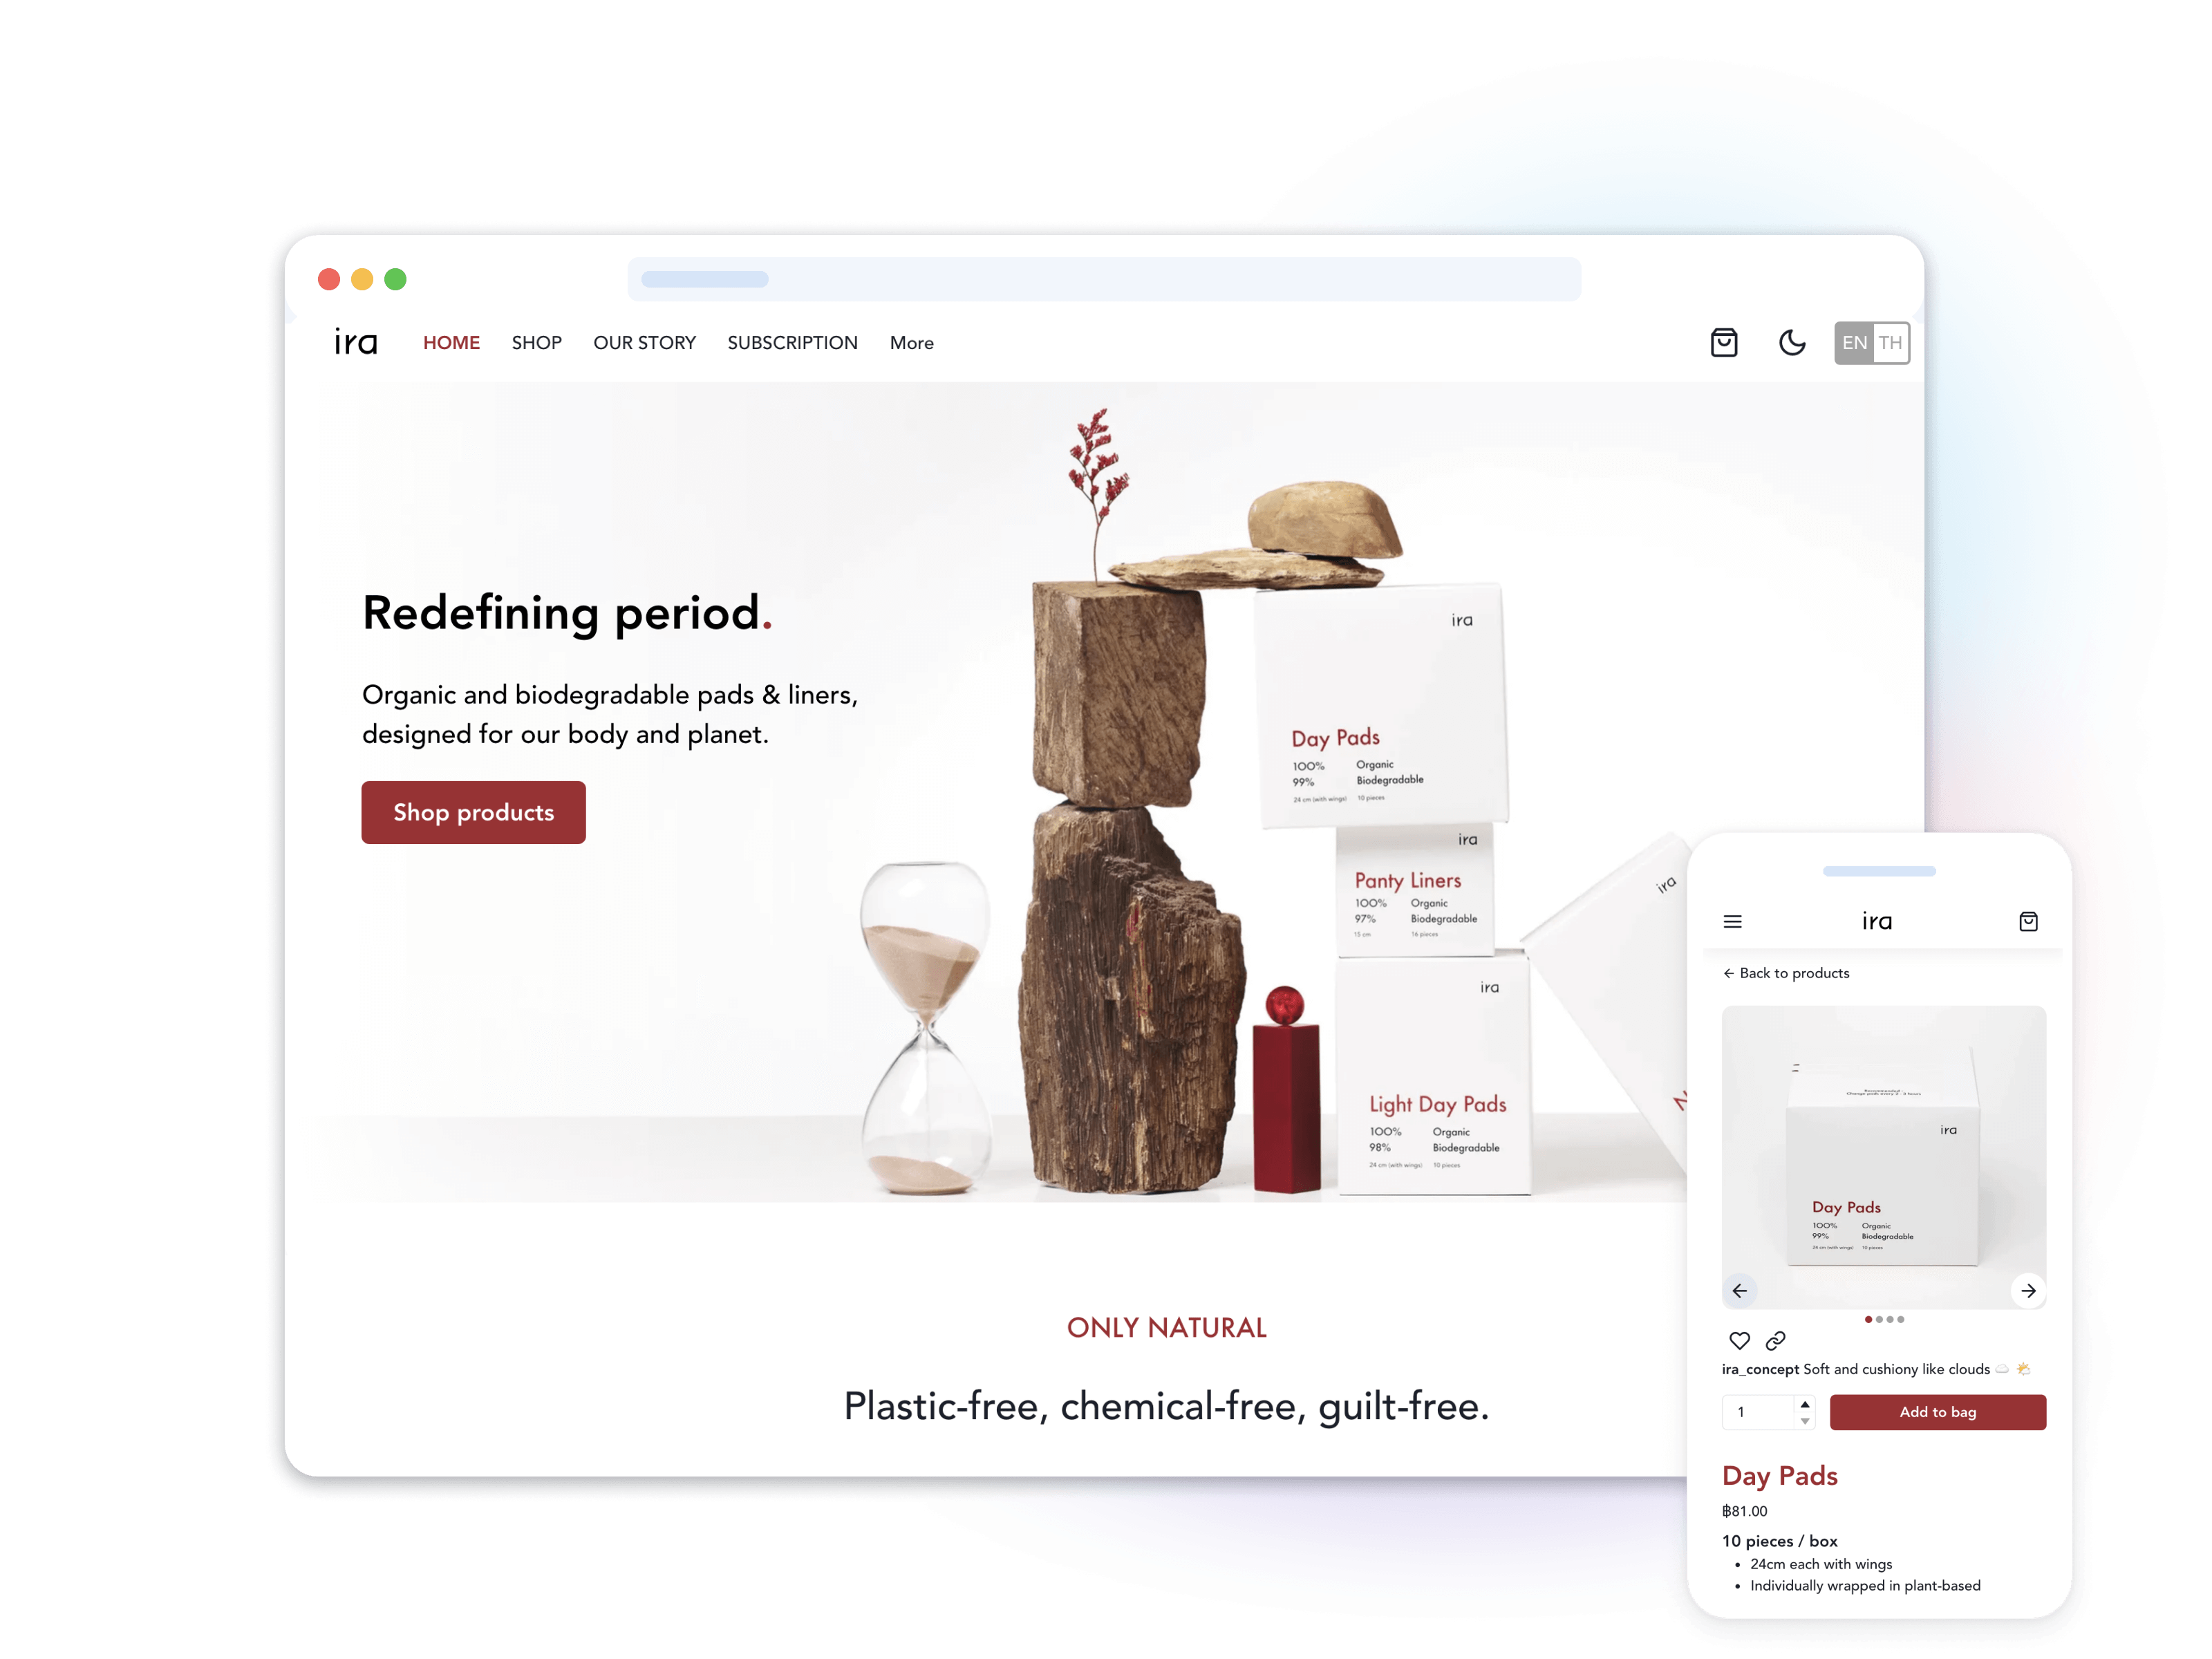 ira
HOME SHOP OUR STORY SUBSCRIPTION More
EN TH
Redefining period.
Organic and biodegradable pads & liners,
designed for our body and planet.
Shop products
ira
Day Pads
100% Organic
99% Biodegradable
24 cm (with wings) 10 pieces
ira
Panty Liners
100% Organic
97% Biodegradable
15 cm 16 pieces
ira
Light Day Pads
100% Organic
98% Biodegradable
24 cm (with wings) 10 pieces
ira
N
ONLY NATURAL
Plastic-free, chemical-free, guilt-free.
ira
← Back to products
Change pads every 2 - 3 hours
ira
Day Pads
100% Organic
99% Biodegradable
24 cm (with wings) 10 pieces
ira_concept Soft and cushiony like clouds ☁️ 🌤️
1
Add to bag
Day Pads
฿81.00
10 pieces / box
• 24cm each with wings
• Individually wrapped in plant-based